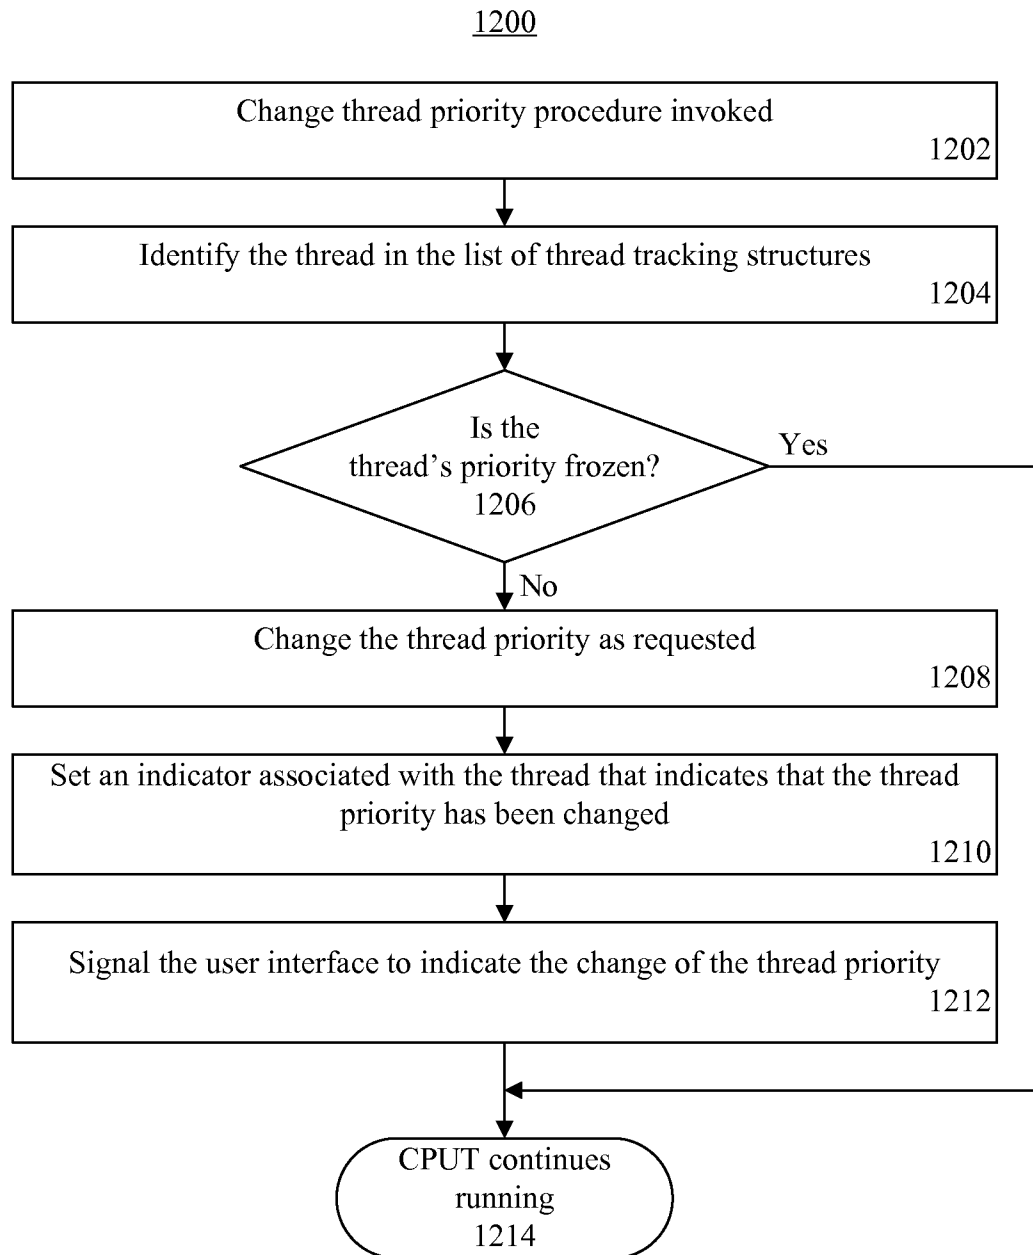 1200
Change thread priority procedure invoked
1202
Identify the thread in the list of thread tracking structures
1204
Is the
thread’s priority frozen?
1206
Yes
No
Change the thread priority as requested
1208
Set an indicator associated with the thread that indicates that the thread
priority has been changed
1210
Signal the user interface to indicate the change of the thread priority
1212
CPUT continues
running
1214